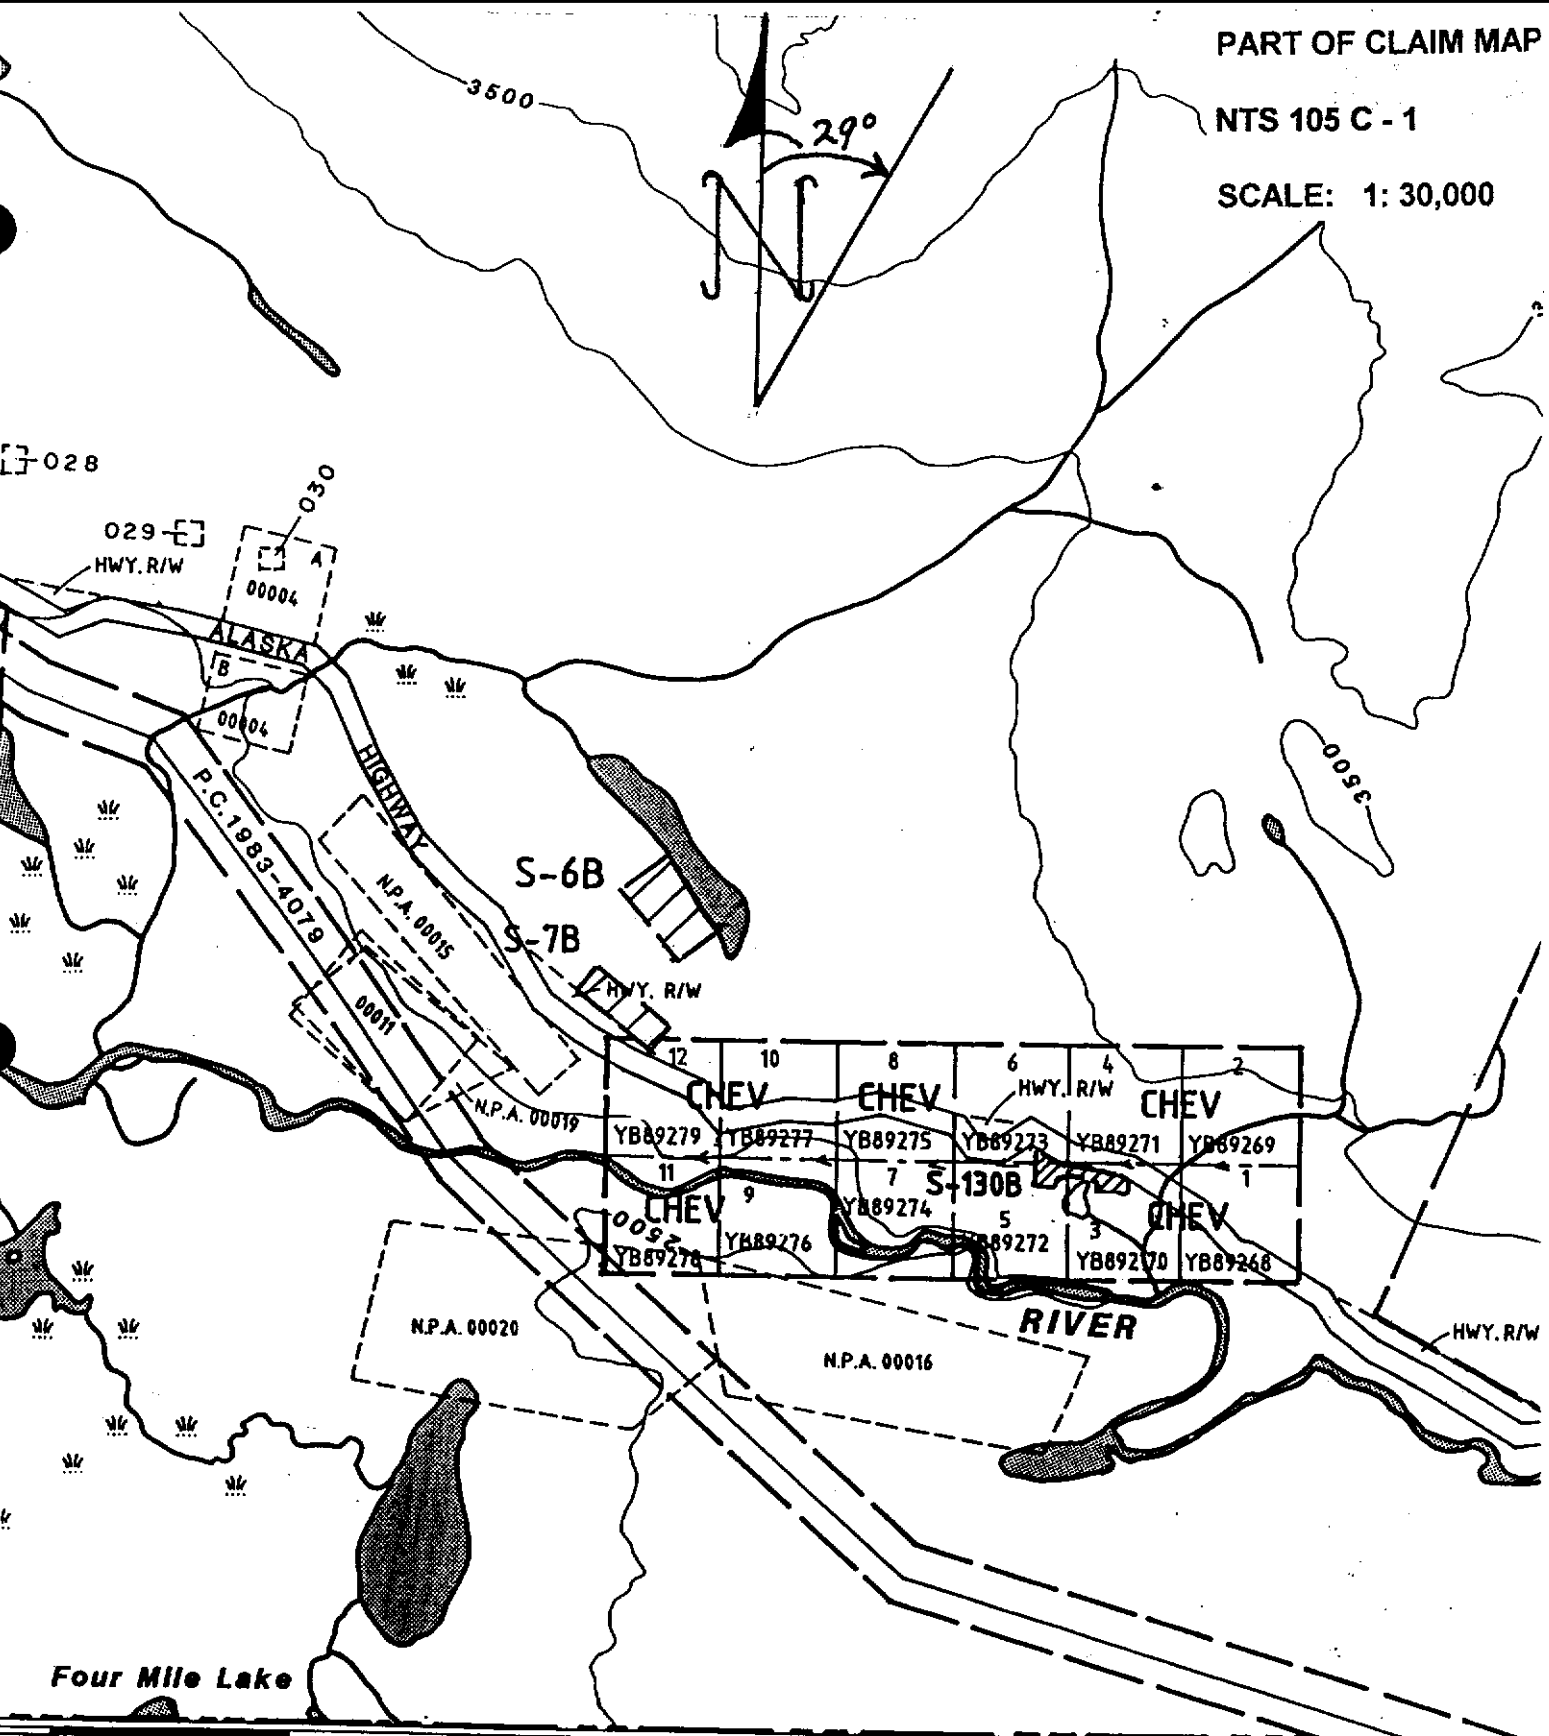 PART OF CLAIM MAP
NTS 105 C - 1
SCALE: 1: 30,000
3500
29°
N
028
030
029
HWY. R/W
A
00004
ALASKA
B
00004
HIGHWAY
P.C. 1983-4079
N.P.A. 00015
S-6B
S-7B
HWY. R/W
00011
N.P.A. 00019
3500
12 10 8 6 4 2
HWY. R/W
CHEV CHEV CHEV
YB89279 YB89277 YB89275 YB89273 YB89271 YB89269
11 9 7 5 3 1
S-130B
CHEV CHEV
2500
YB89278 YB89276 YB89274 YB89272 YB89270 YB89268
RIVER
N.P.A. 00020
N.P.A. 00016
HWY. R/W
Four Mile Lake